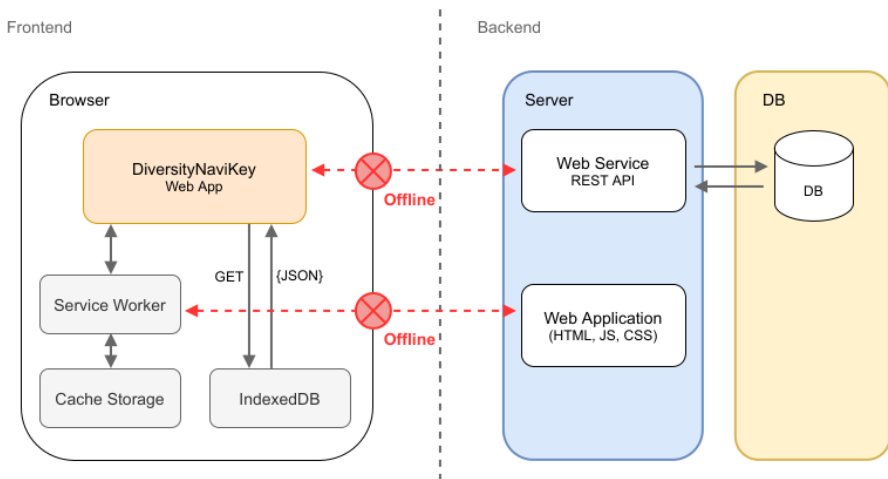 Frontend
Backend
Browser
Server
DB
DiversityNaviKey
Web App
Web Service
REST API
DB
Offline
GET
{JSON}
Service Worker
Web Application
(HTML, JS, CSS)
Offline
Cache Storage
IndexedDB